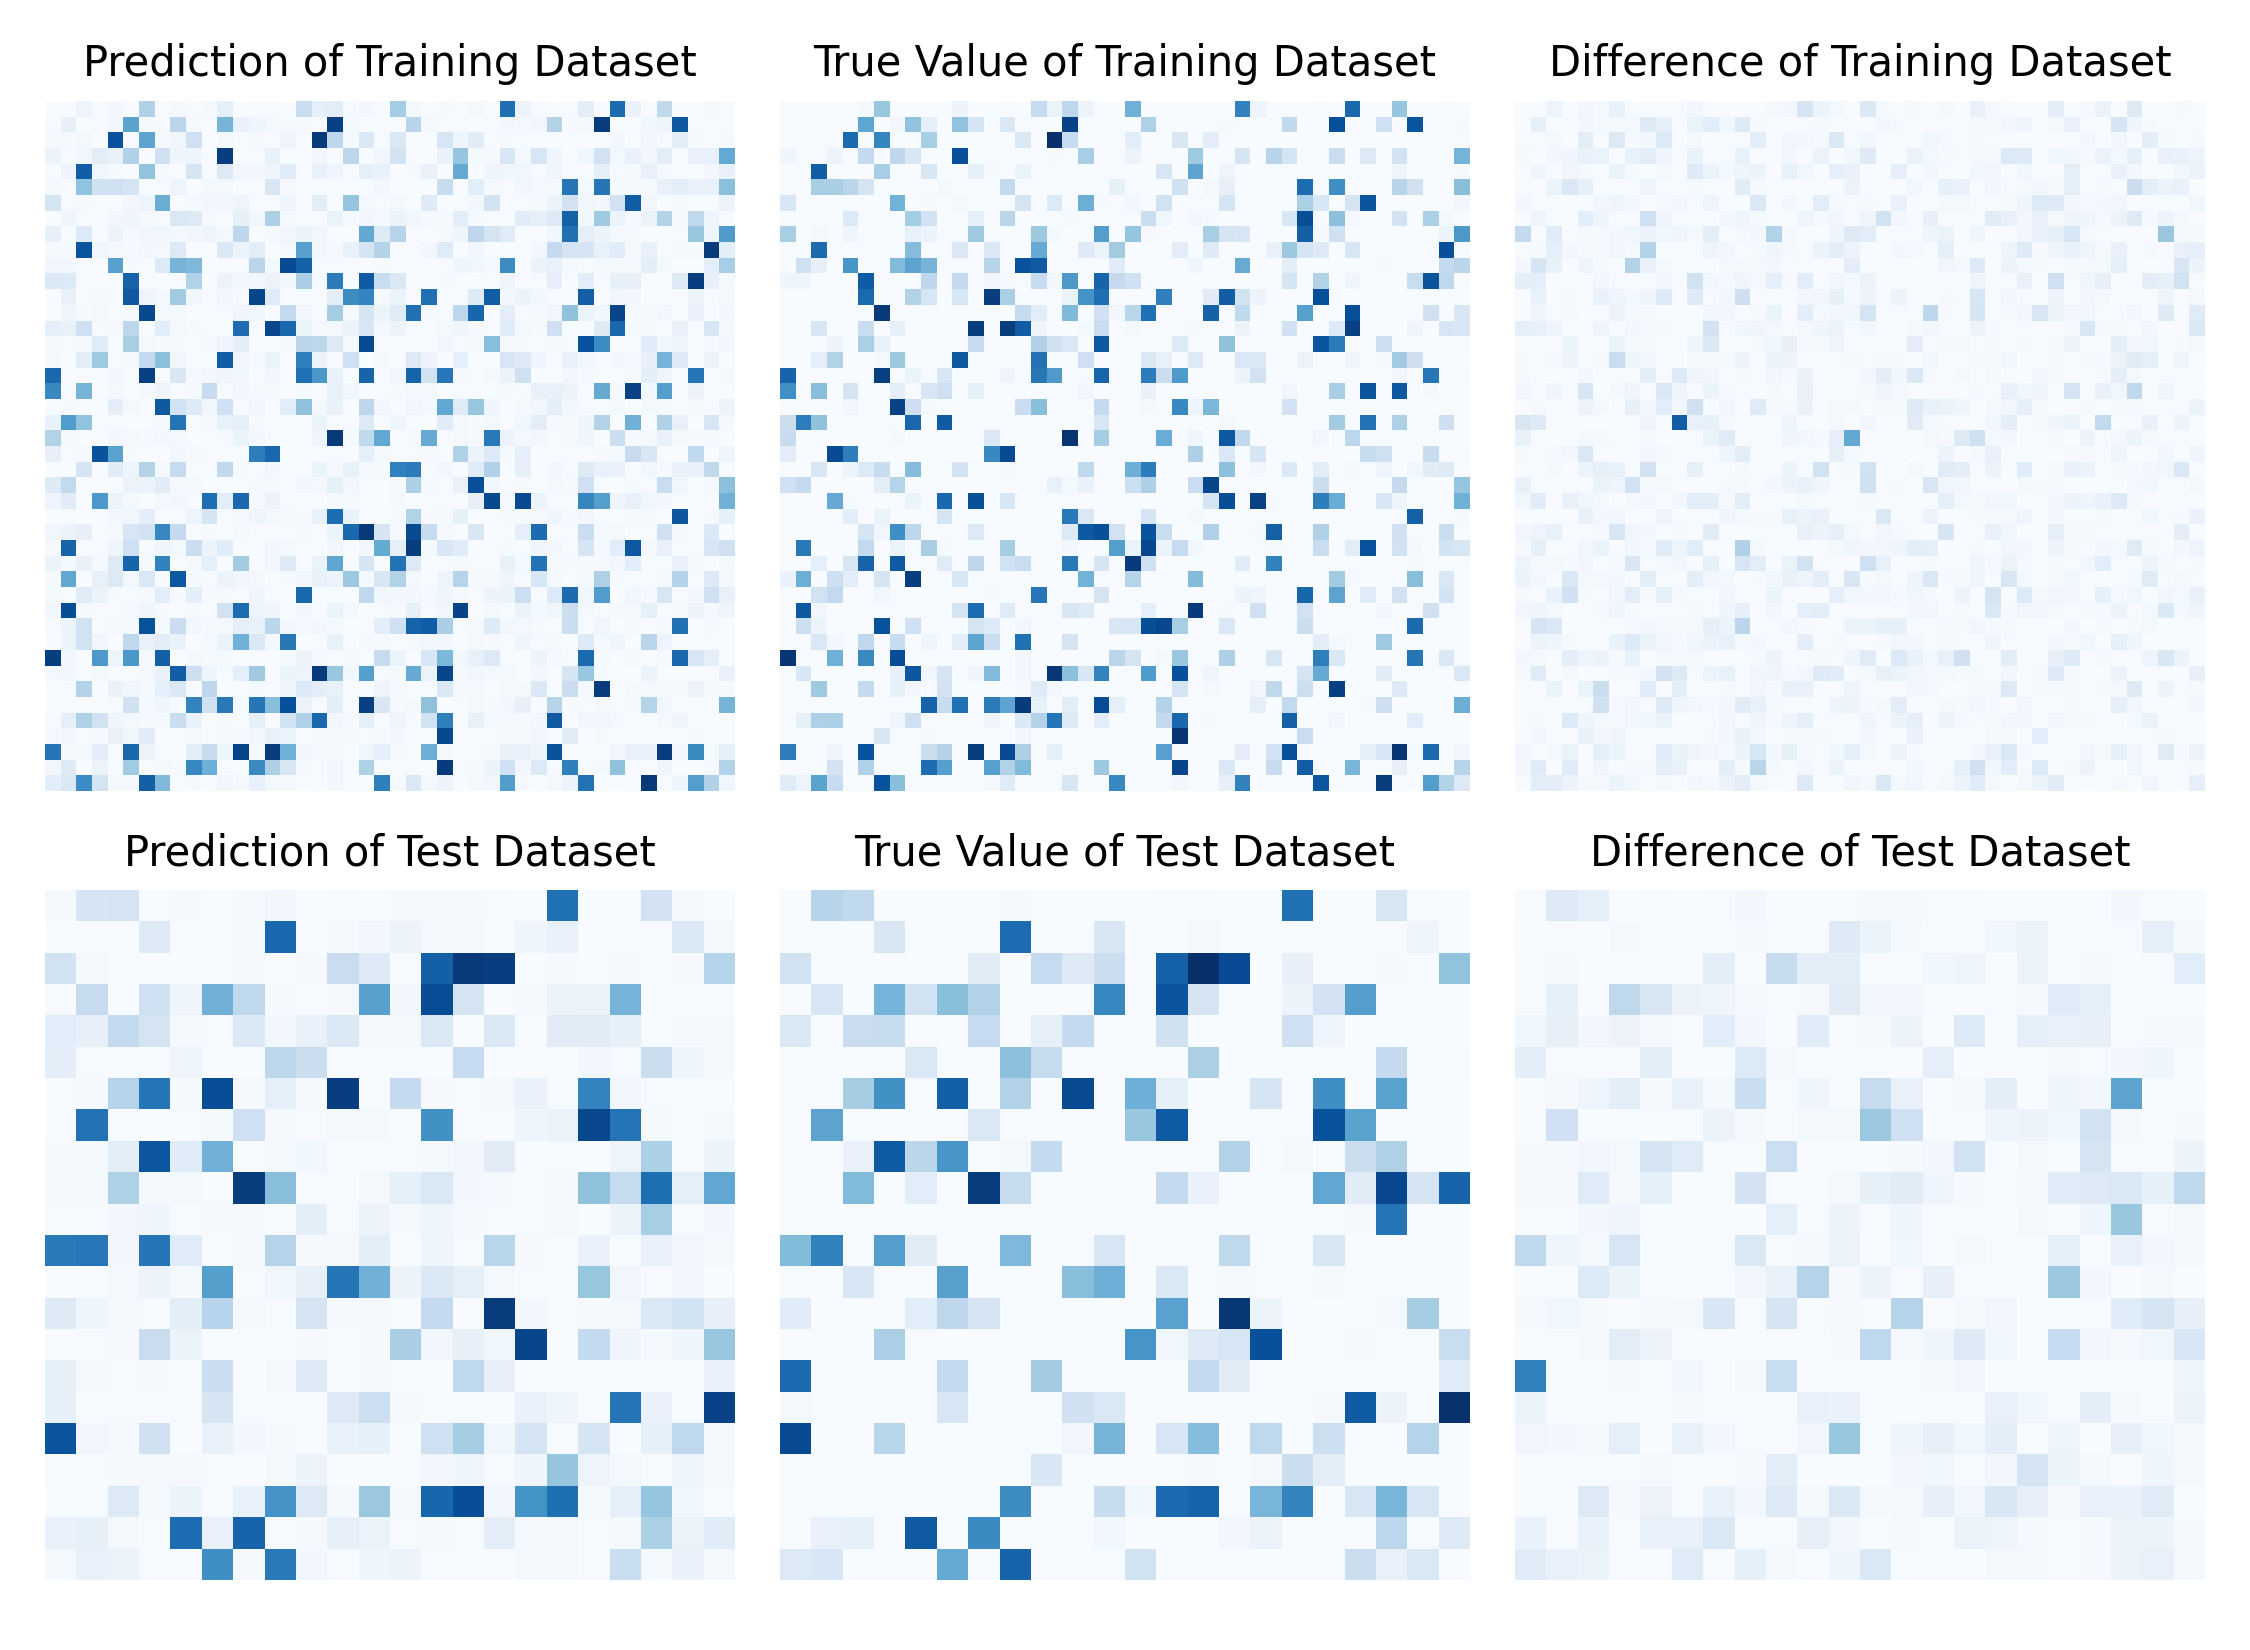 Prediction of Training Dataset
True Value of Training Dataset
Difference of Training Dataset
Prediction of Test Dataset
True Value of Test Dataset
Difference of Test Dataset